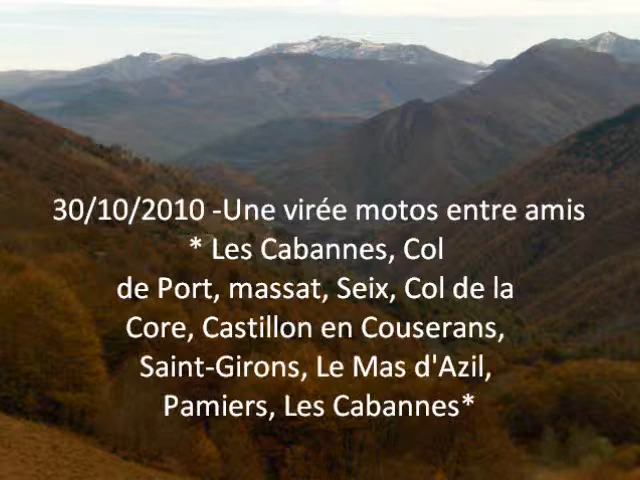 30/10/2010 -Une virée motos entre amis
* Les Cabannes, Col
de Port, massat, Seix, Col de la
Core, Castillon en Couserans,
Saint-Girons, Le Mas d'Azil,
Pamiers, Les Cabannes*